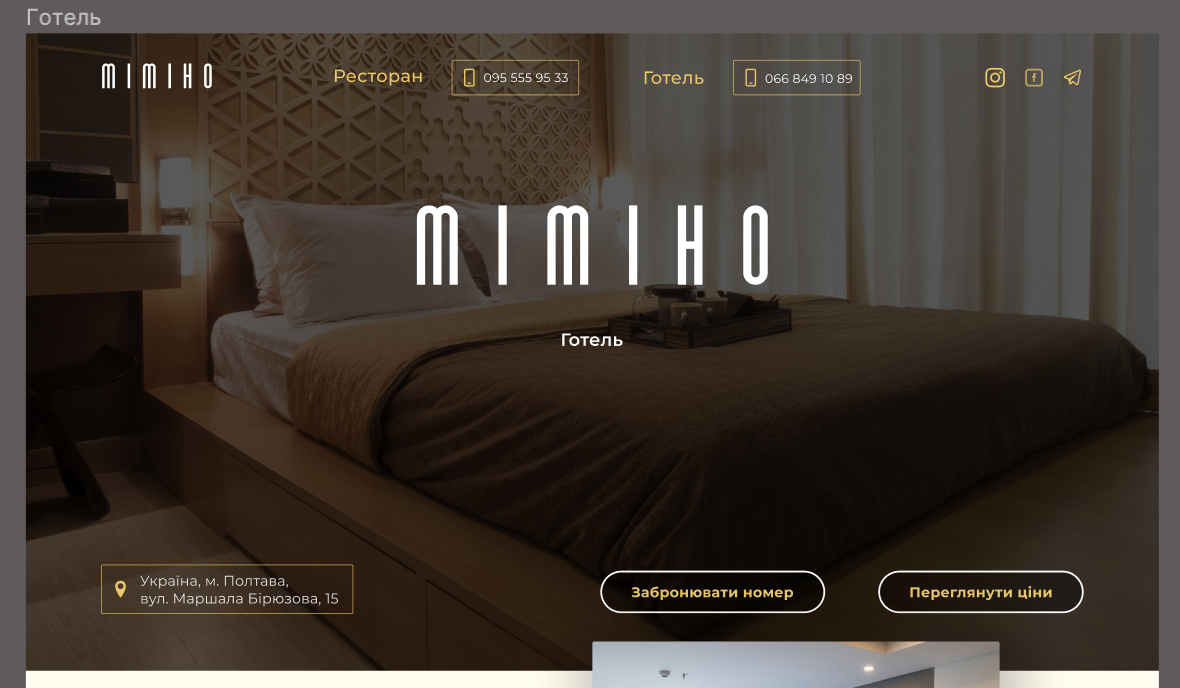 Готель
MIMIHO
Ресторан
095 555 95 33
Готель
066 849 10 89
MIMIHO
Готель
Україна, м. Полтава,
вул. Маршала Бірюзова, 15
Забронювати номер
Переглянути ціни